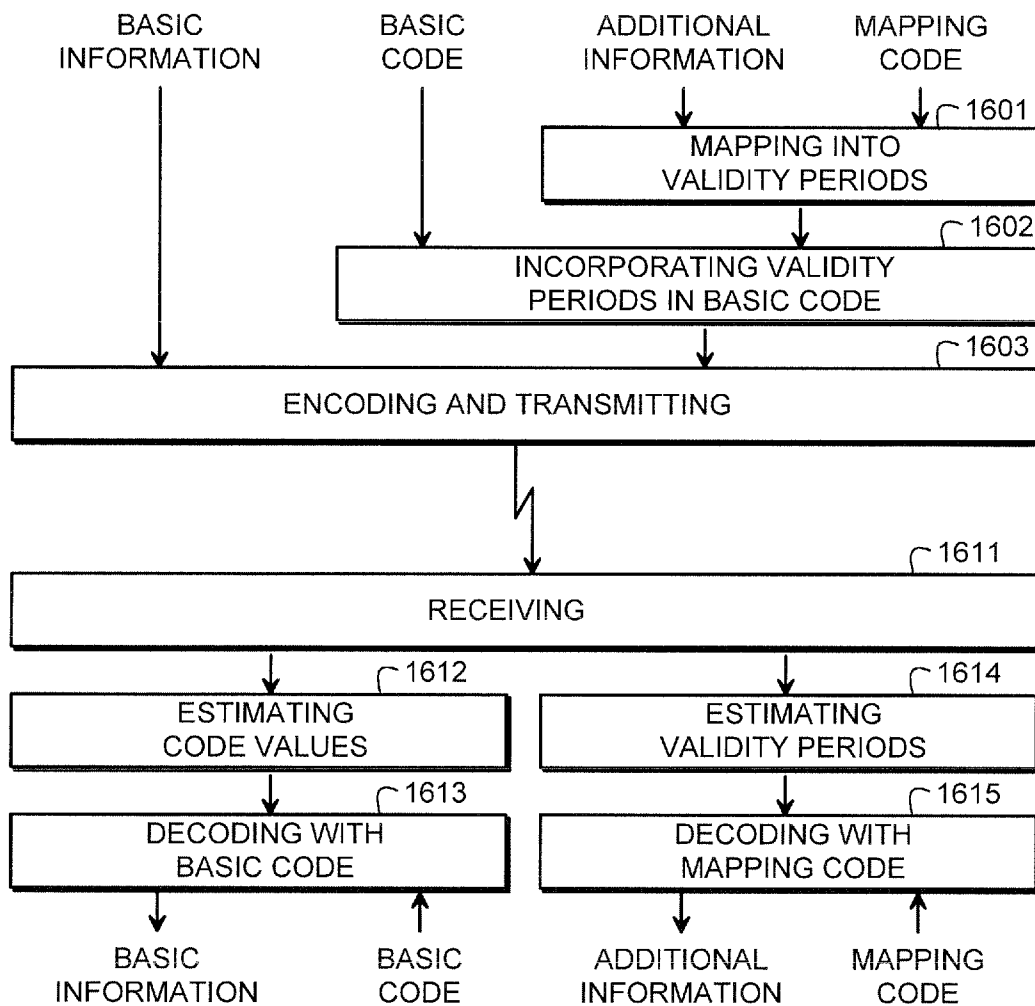 BASIC
INFORMATION
BASIC
CODE
ADDITIONAL
INFORMATION
MAPPING
CODE
1601
MAPPING INTO
VALIDITY PERIODS
1602
INCORPORATING VALIDITY
PERIODS IN BASIC CODE
1603
ENCODING AND TRANSMITTING
1611
RECEIVING
1612
ESTIMATING
CODE VALUES
1614
ESTIMATING
VALIDITY PERIODS
1613
DECODING WITH
BASIC CODE
1615
DECODING WITH
MAPPING CODE
BASIC
INFORMATION
BASIC
CODE
ADDITIONAL
INFORMATION
MAPPING
CODE